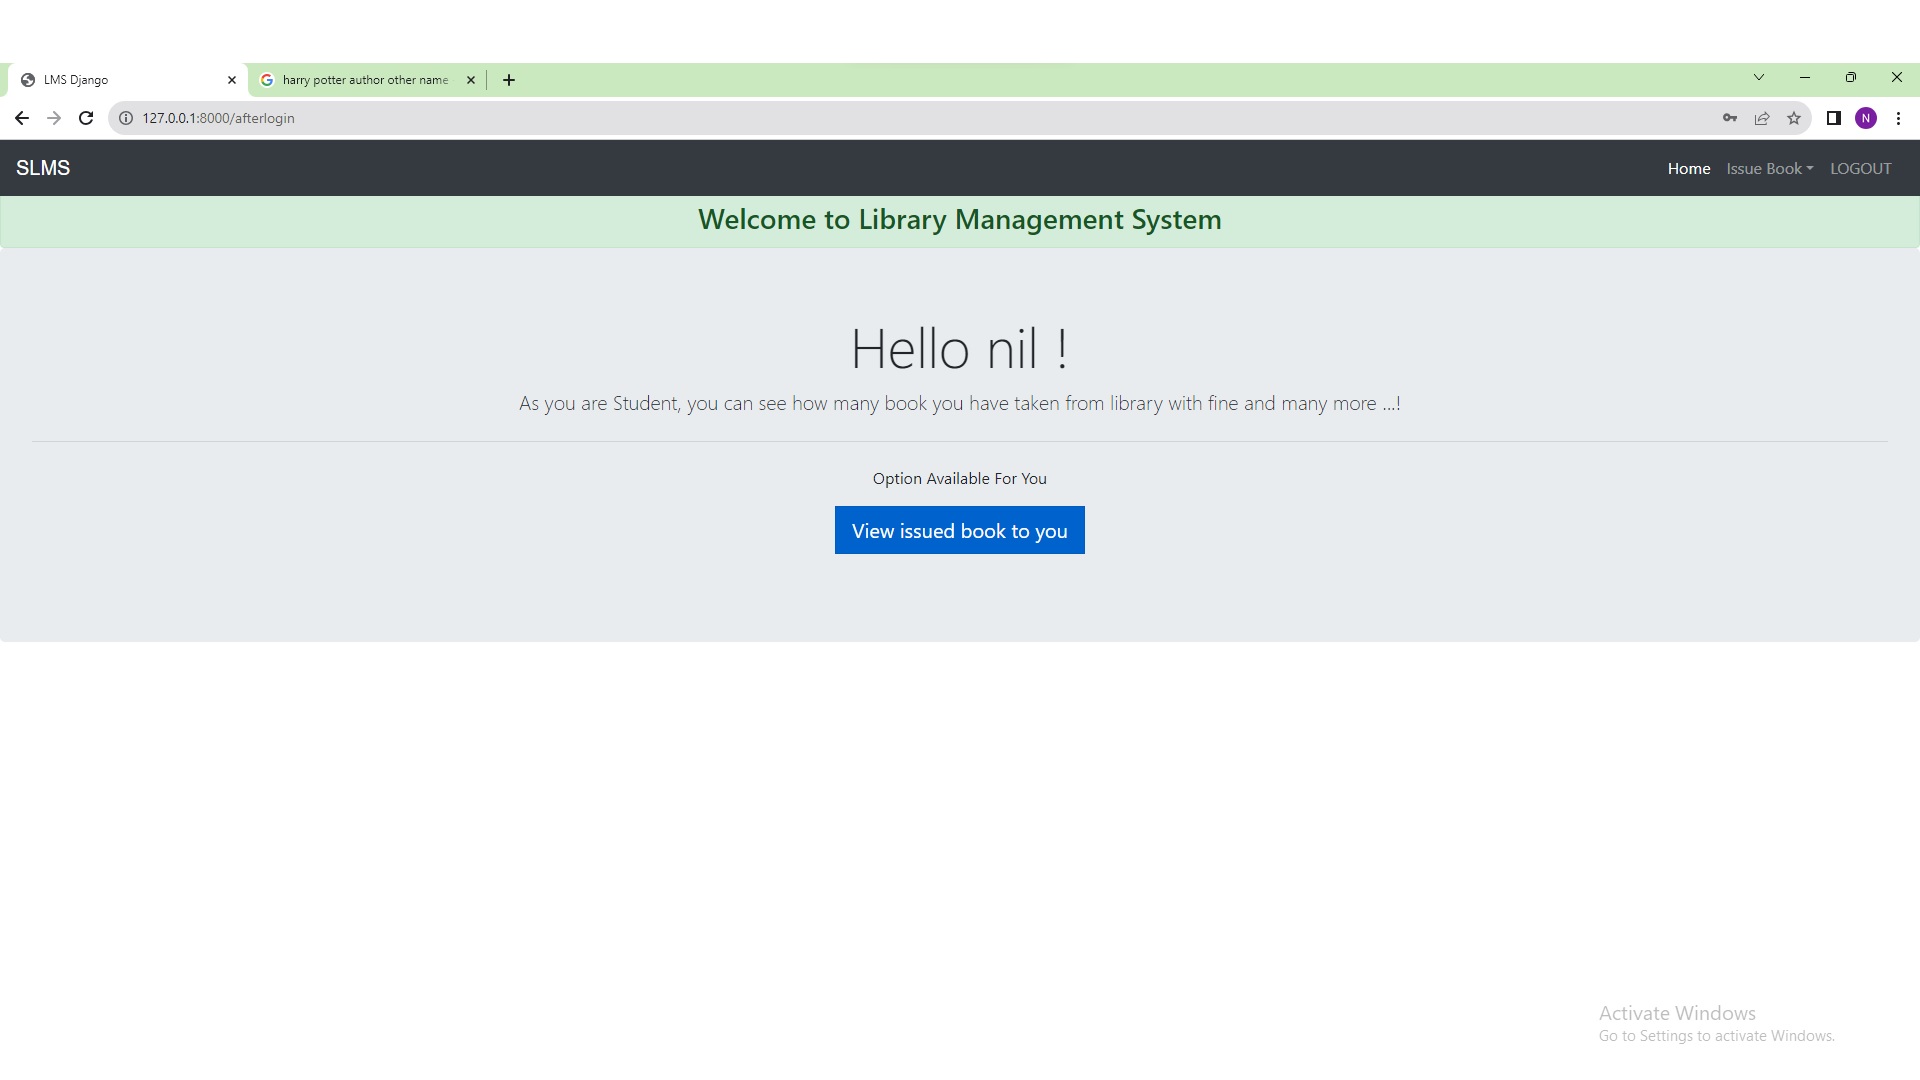 LMS Django
harry potter author other name
127.0.0.1:8000/afterlogin
N
SLMS
Home Issue Book LOGOUT
Welcome to Library Management System
Hello nil !
As you are Student, you can see how many book you have taken from library with fine and many more ...!
Option Available For You
View issued book to you
Activate Windows
Go to Settings to activate Windows.